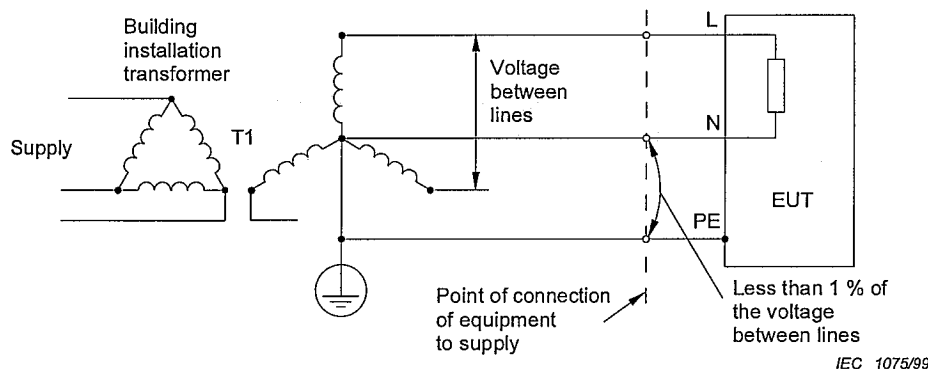 Building
installation
transformer
Supply
T1
Voltage
between
lines
L
N
PE
EUT
Point of connection
of equipment
to supply
Less than 1 % of
the voltage
between lines
IEC 1075/99